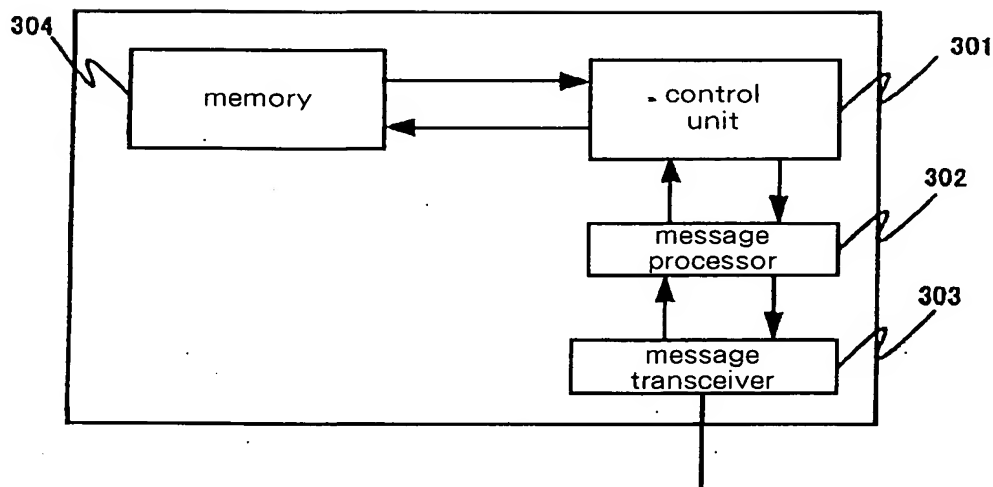 304
301
memory
control
unit
302
message
processor
303
message
transceiver